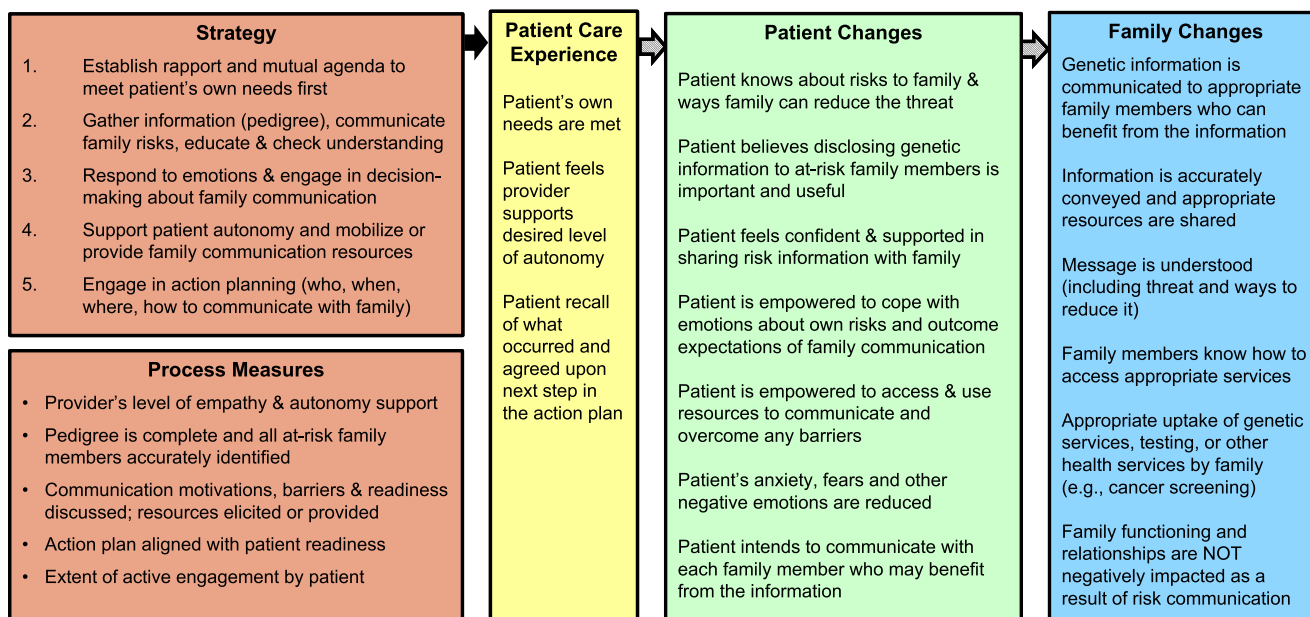 Strategy
1. Establish rapport and mutual agenda to
meet patient's own needs first
2. Gather information (pedigree), communicate
family risks, educate & check understanding
3. Respond to emotions & engage in decision-
making about family communication
4. Support patient autonomy and mobilize or
provide family communication resources
5. Engage in action planning (who, when,
where, how to communicate with family)
Process Measures
• Provider's level of empathy & autonomy support
• Pedigree is complete and all at-risk family
members accurately identified
• Communication motivations, barriers & readiness
discussed; resources elicited or provided
• Action plan aligned with patient readiness
• Extent of active engagement by patient
Patient Care
Experience
Patient's own
needs are met
Patient feels
provider
supports
desired level
of autonomy
Patient recall
of what
occurred and
agreed upon
next step in
the action plan
Patient Changes
Patient knows about risks to family &
ways family can reduce the threat
Patient believes disclosing genetic
information to at-risk family members is
important and useful
Patient feels confident & supported in
sharing risk information with family
Patient is empowered to cope with
emotions about own risks and outcome
expectations of family communication
Patient is empowered to access & use
resources to communicate and
overcome any barriers
Patient's anxiety, fears and other
negative emotions are reduced
Patient intends to communicate with
each family member who may benefit
from the information
Family Changes
Genetic information is
communicated to appropriate
family members who can
benefit from the information
Information is accurately
conveyed and appropriate
resources are shared
Message is understood
(including threat and ways to
reduce it)
Family members know how to
access appropriate services
Appropriate uptake of genetic
services, testing, or other
health services by family
(e.g., cancer screening)
Family functioning and
relationships are NOT
negatively impacted as a
result of risk communication